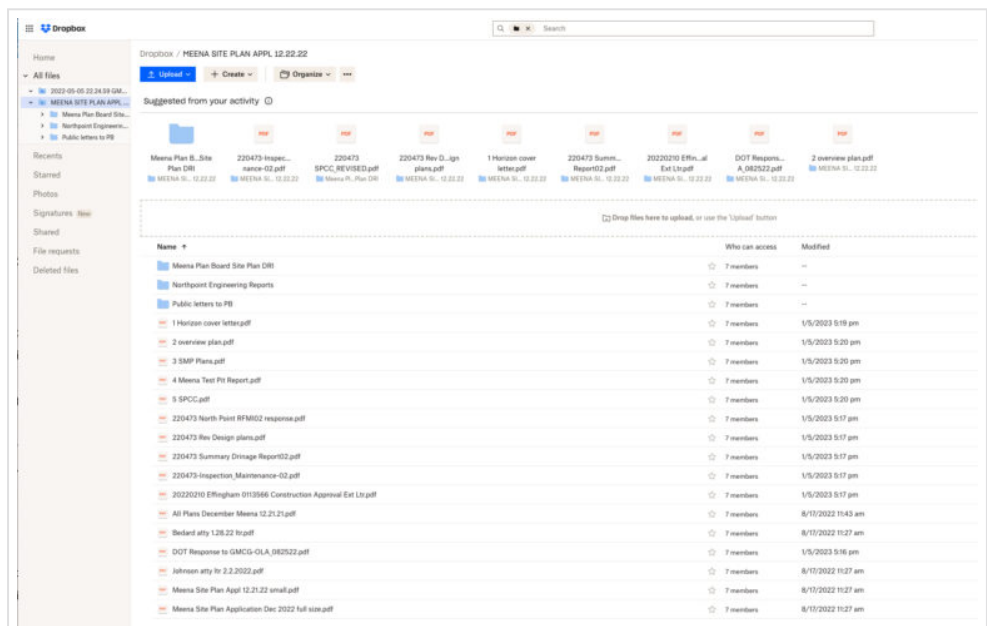 Dropbox
Search
Home
All files
2022-05-05 22.24.59 GM...
MEENA SITE PLAN APPL ...
Meena Plan Board Site...
Northpoint Engineerin...
Public letters to PB
Recents
Starred
Photos
Signatures New
Shared
File requests
Deleted files
Dropbox / MEENA SITE PLAN APPL 12.22.22
Upload
Create
Organize
Suggested from your activity
Meena Plan B...Site Plan DRI
MEENA SI... 12.22.22
220473-Inspec...nance-02.pdf
MEENA SI... 12.22.22
220473 SPCC_REVISED.pdf
Meena Pl.. Plan DRI
220473 Rev D...ign plans.pdf
MEENA SI... 12.22.22
1 Horizon cover letter.pdf
MEENA SI... 12.22.22
220473 Summ... Report02.pdf
MEENA SI... 12.22.22
20220210 Effin...al Ext Ltr.pdf
MEENA SI... 12.22.22
DOT Respons... A_082522.pdf
MEENA SI... 12.22.22
2 overview plan.pdf
MEENA SI... 12.22.22
Drop files here to upload, or use the 'Upload' button
Name Who can access Modified
Meena Plan Board Site Plan DRI 7 members --
Northpoint Engineering Reports 7 members --
Public letters to PB 7 members --
1 Horizon cover letter.pdf 7 members 1/5/2023 5:19 pm
2 overview plan.pdf 7 members 1/5/2023 5:20 pm
3 SMP Plans.pdf 7 members 1/5/2023 5:20 pm
4 Meena Test Pit Report.pdf 7 members 1/5/2023 5:20 pm
5 SPCC.pdf 7 members 1/5/2023 5:20 pm
220473 North Point RFMI02 response.pdf 7 members 1/5/2023 5:17 pm
220473 Rev Design plans.pdf 7 members 1/5/2023 5:17 pm
220473 Summary Drinage Report02.pdf 7 members 1/5/2023 5:17 pm
220473-Inspection_Maintenance-02.pdf 7 members 1/5/2023 5:17 pm
20220210 Effingham 0113566 Construction Approval Ext Ltr.pdf 7 members 1/5/2023 5:17 pm
All Plans December Meena 12.21.21.pdf 7 members 8/17/2022 11:43 am
Bedard atty 1.28.22 ltr.pdf 7 members 8/17/2022 11:27 am
DOT Response to GMCG-OLA_082522.pdf 7 members 1/5/2023 5:16 pm
Johnson atty ltr 2.2.2022.pdf 7 members 8/17/2022 11:27 am
Meena Site Plan Appl 12.21.22 small.pdf 7 members 8/17/2022 11:27 am
Meena Site Plan Application Dec 2022 full size.pdf 7 members 8/17/2022 11:27 am